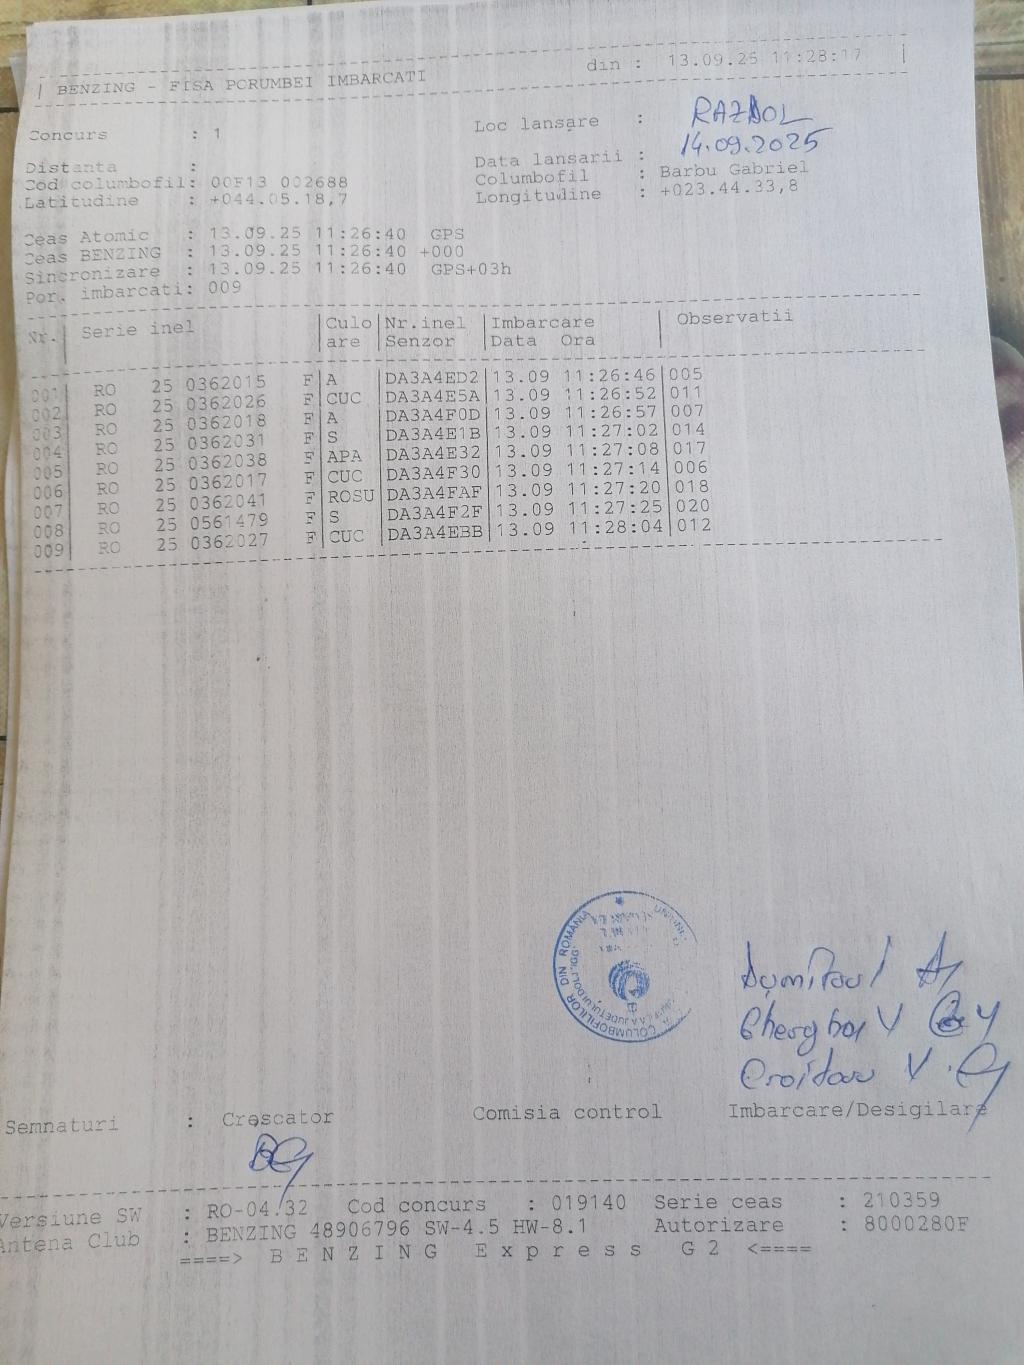 | BENZING - FISA PORUMBEI IMBARCATI din : 13.09.25 11:28:17 |
Concurs : 1 Loc lansare : RAZBOL
Distanta : Data lansarii : 14.09.2025
Cod columbofil: 00F13 002688 Columbofil : Barbu Gabriel
Latitudine : +044.05.18,7 Longitudine : +023.44.33,8
Ceas Atomic : 13.09.25 11:26:40 GPS
Ceas BENZING : 13.09.25 11:26:40 +000
Sincronizare : 13.09.25 11:26:40 GPS+03h
Por. imbarcati: 009
Nr.| Serie inel |Culo|Nr.inel |Imbarcare | Observatii
| |are |Senzor |Data Ora |
001| RO 25 0362015 F|A |DA3A4ED2|13.09 11:26:46|005
002| RO 25 0362026 F|CUC |DA3A4E5A|13.09 11:26:52|011
003| RO 25 0362018 F|A |DA3A4F0D|13.09 11:26:57|007
004| RO 25 0362031 F|S |DA3A4E1B|13.09 11:27:02|014
005| RO 25 0362038 F|APA |DA3A4E32|13.09 11:27:08|017
006| RO 25 0362017 F|CUC |DA3A4F30|13.09 11:27:14|006
007| RO 25 0362041 F|ROSU|DA3A4FAF|13.09 11:27:20|018
008| RO 25 0561479 F|S |DA3A4F2F|13.09 11:27:25|020
009| RO 25 0362027 F|CUC |DA3A4EBB|13.09 11:28:04|012
COLUMBOFILILOR DIN ROMANIA
JUDETULUI DOLJ
Gherghor V
Croitoru V.
Semnaturi : Crescator Comisia control Imbarcare/Desigilare
Versiune SW : RO-04.32 Cod concurs : 019140 Serie ceas : 210359
Antena Club : BENZING 48906796 SW-4.5 HW-8.1 Autorizare : 8000280F
====> B E N Z I N G E x p r e s s G 2 <====